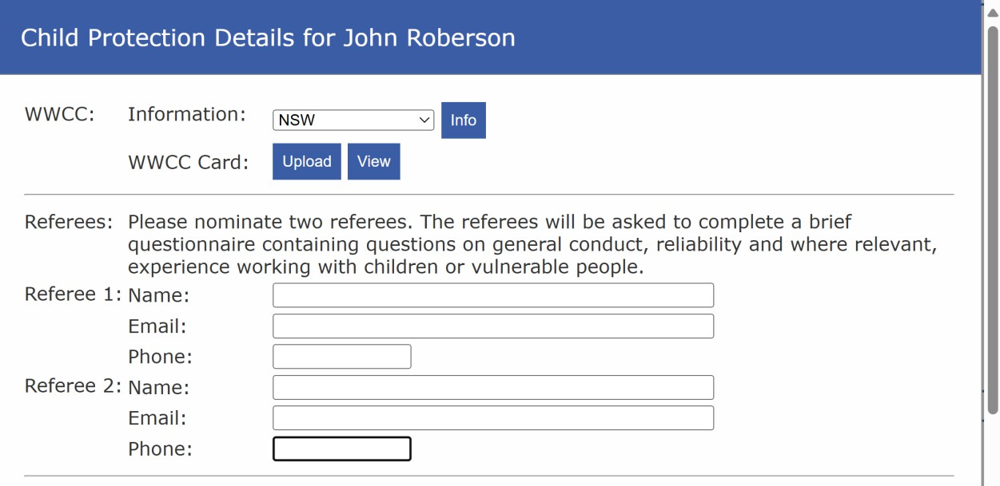 Child Protection Details for John Roberson
WWCC: Information: NSW Info
WWCC Card: Upload View
Referees: Please nominate two referees. The referees will be asked to complete a brief
questionnaire containing questions on general conduct, reliability and where relevant,
experience working with children or vulnerable people.
Referee 1: Name:
Email:
Phone:
Referee 2: Name:
Email:
Phone: